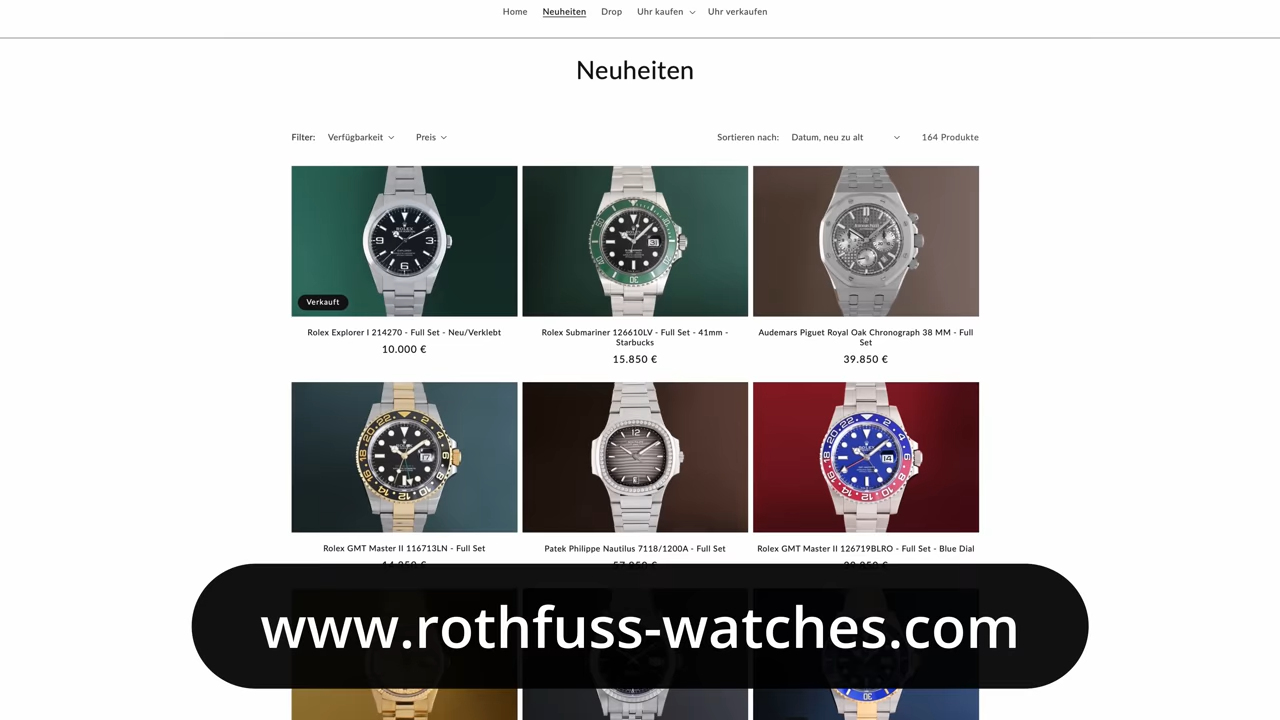 Home Neuheiten Drop Uhr kaufen Uhr verkaufen
Neuheiten
Filter: Verfügbarkeit Preis Sortieren nach: Datum, neu zu alt 164 Produkte
Verkauft
Rolex Explorer I 214270 - Full Set - Neu/Verklebt
10.000 €
Rolex Submariner 126610LV - Full Set - 41mm -
Starbucks
15.850 €
Audemars Piguet Royal Oak Chronograph 38 MM - Full
Set
39.850 €
Rolex GMT Master II 116713LN - Full Set
Patek Philippe Nautilus 7118/1200A - Full Set
Rolex GMT Master II 126719BLRO - Full Set - Blue Dial
www.rothfuss-watches.com